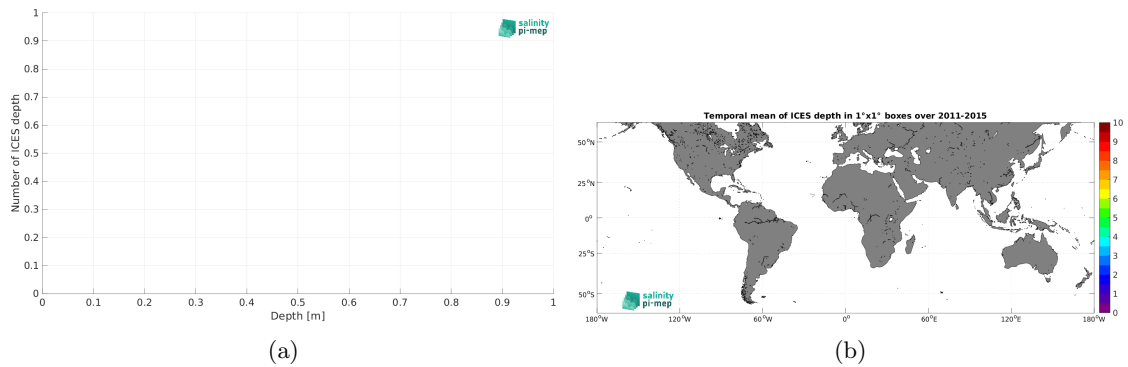 1
0.9
0.8
0.7
0.6
0.5
0.4
0.3
0.2
0.1
0
Number of ICES depth
salinity
pi-mep
0 0.1 0.2 0.3 0.4 0.5 0.6 0.7 0.8 0.9 1
Depth [m]
(a)
Temporal mean of ICES depth in 1°x1° boxes over 2011-2015
50°N
25°N
0°
25°S
50°S
salinity
pi-mep
180°W 120°W 60°W 0° 60°E 120°E 180°W
10
9
8
7
6
5
4
3
2
1
0
(b)